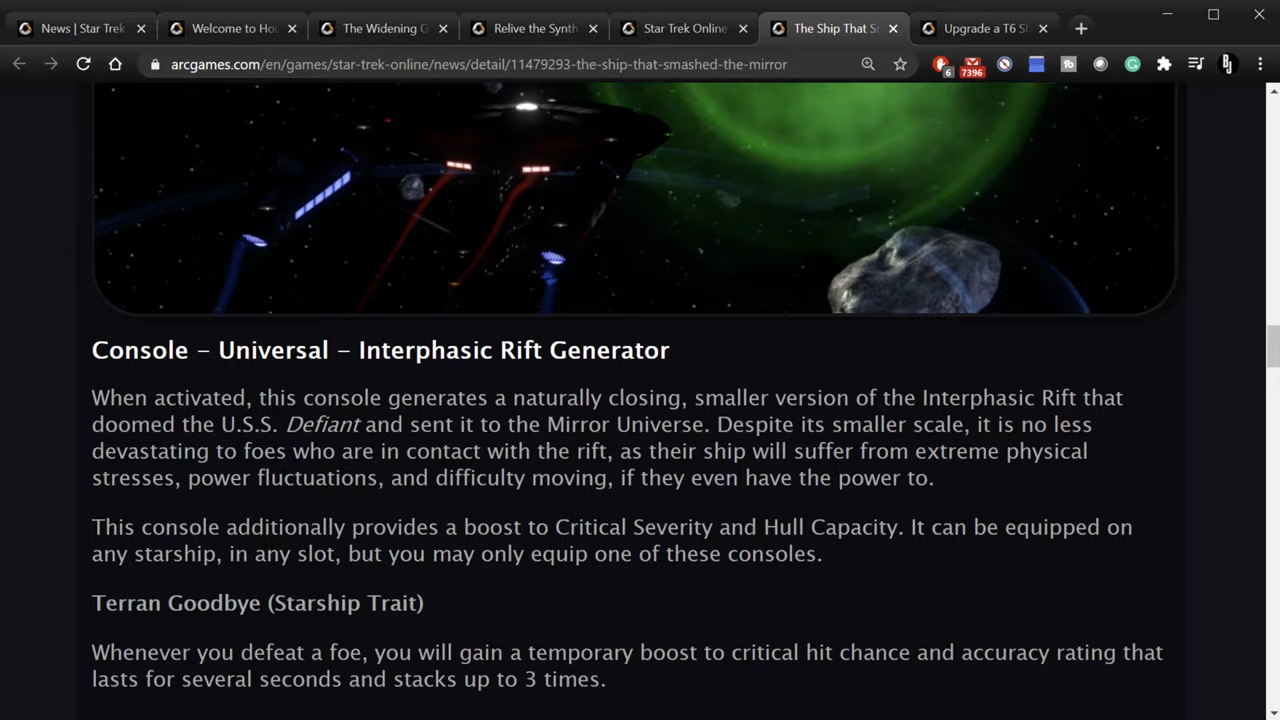 News | Star Trek
Welcome to Ho
The Widening G
Relive the Synth
Star Trek Online
The Ship That S
Upgrade a T6 S
arcgames.com/en/games/star-trek-online/news/detail/11479293-the-ship-that-smashed-the-mirror
6
7396
tb
Console – Universal – Interphasic Rift Generator
When activated, this console generates a naturally closing, smaller version of the Interphasic Rift that
doomed the U.S.S. Defiant and sent it to the Mirror Universe. Despite its smaller scale, it is no less
devastating to foes who are in contact with the rift, as their ship will suffer from extreme physical
stresses, power fluctuations, and difficulty moving, if they even have the power to.
This console additionally provides a boost to Critical Severity and Hull Capacity. It can be equipped on
any starship, in any slot, but you may only equip one of these consoles.
Terran Goodbye (Starship Trait)
Whenever you defeat a foe, you will gain a temporary boost to critical hit chance and accuracy rating that
lasts for several seconds and stacks up to 3 times.